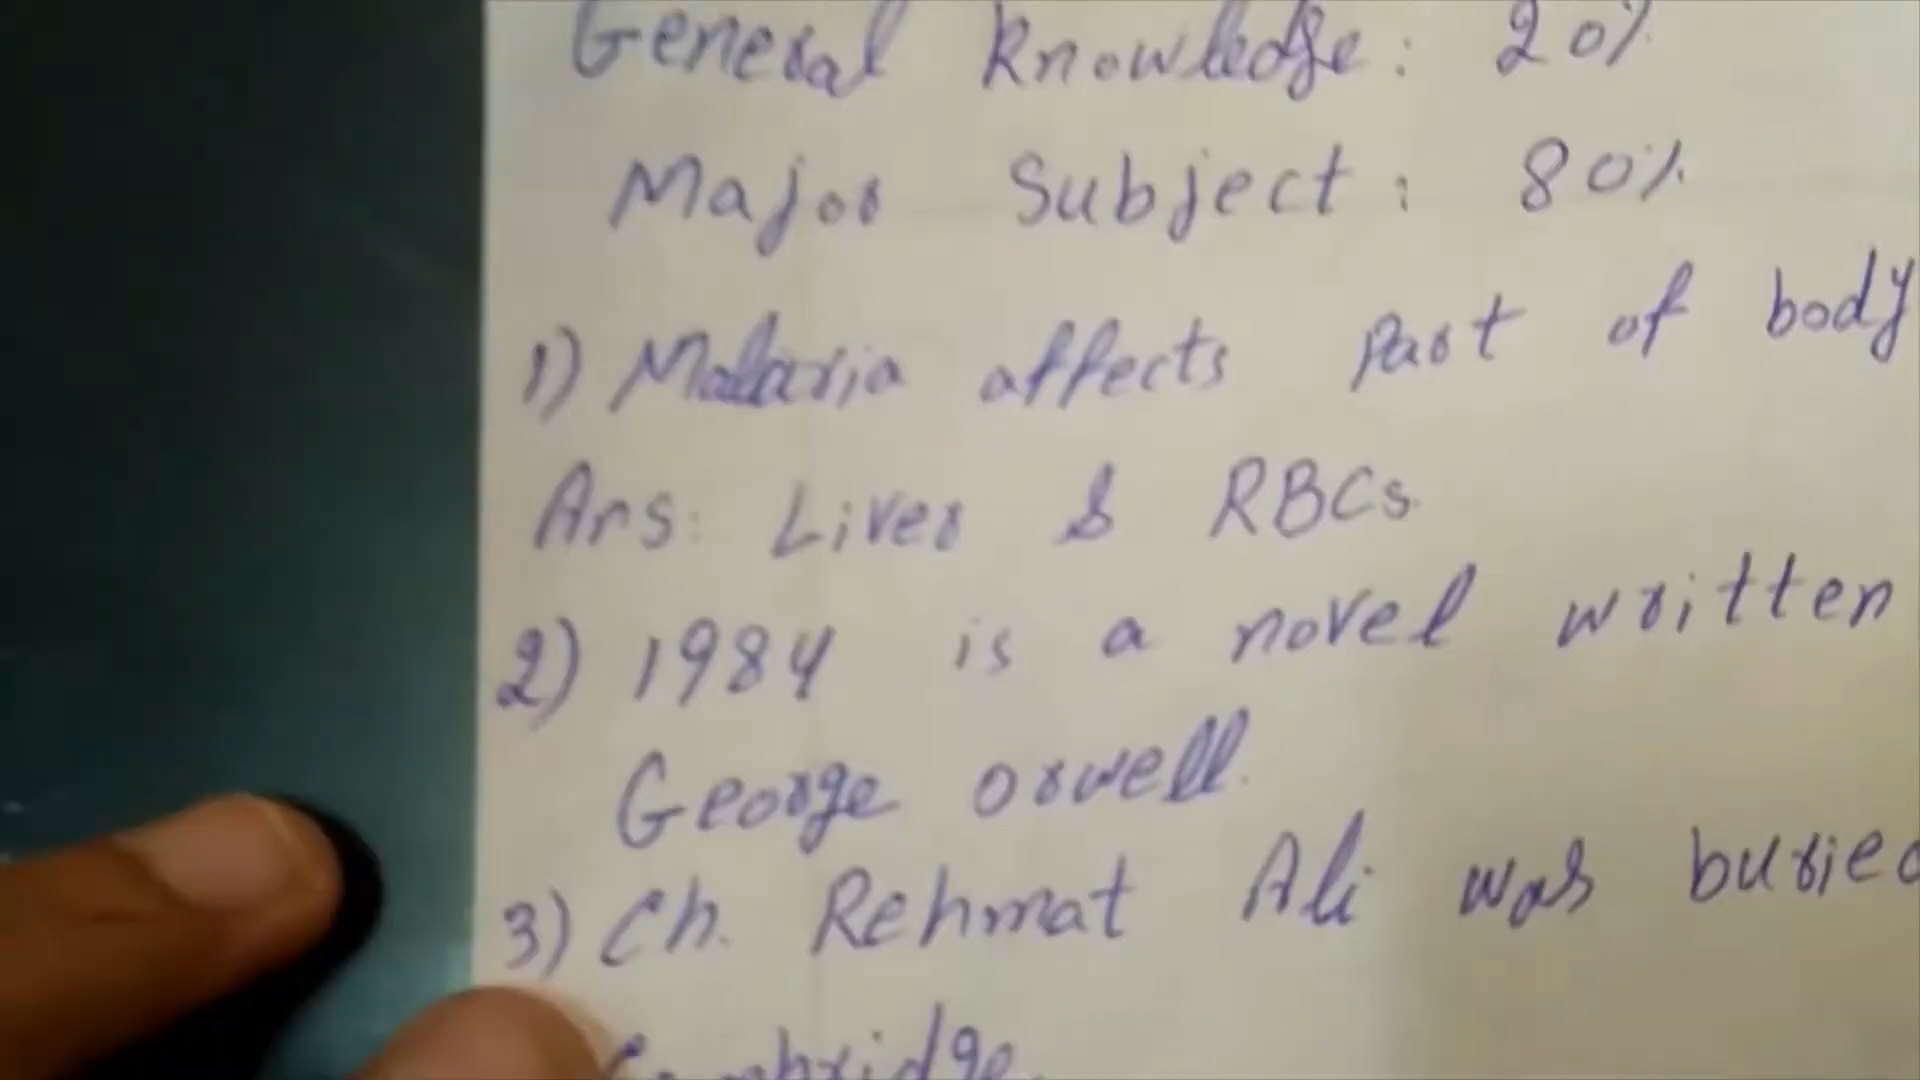 General Knowledge: 20%
Major Subject: 80%
1) Malaria affects Part of body
Ans: Liver & RBCs.
2) 1984 is a novel written
George orwell.
3) Ch. Rehmat Ali was buried
Cambridge.